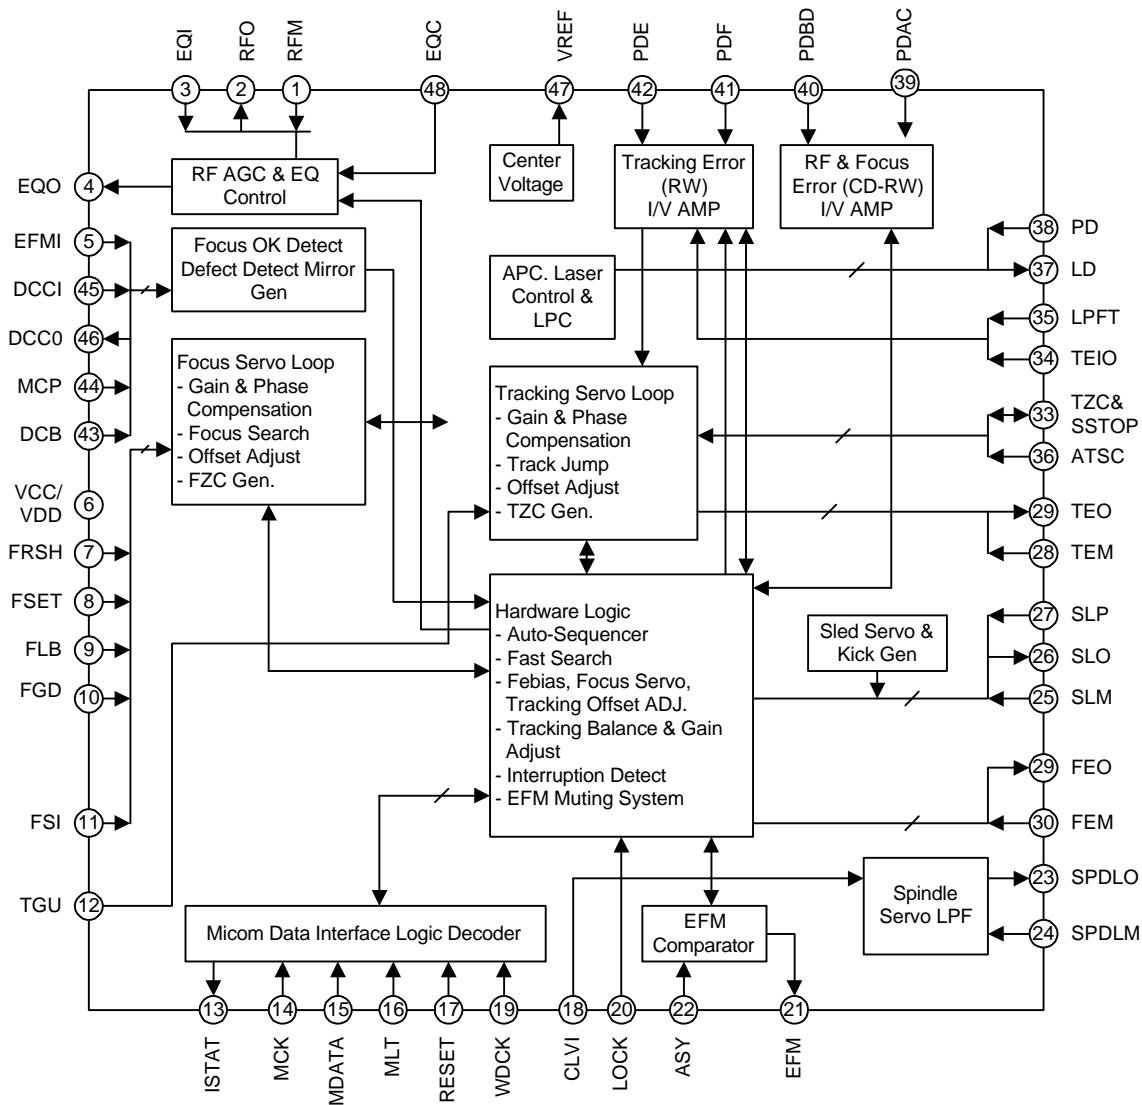 EQI
RFO
RFM
EQC
VREF
PDE
PDF
PDBD
PDAC
3
2
1
48
47
42
41
40
39
RF AGC & EQ
Control
Center
Voltage
Tracking Error
(RW)
I/V AMP
RF & Focus
Error (CD-RW)
I/V AMP
EQO 4
EFMI 5
DCCI 45
DCC0 46
MCP 44
DCB 43
VCC/
VDD
6
FRSH 7
FSET 8
FLB 9
FGD 10
FSI 11
TGU 12
Focus OK Detect
Defect Detect Mirror
Gen
APC. Laser
Control &
LPC
Focus Servo Loop
- Gain & Phase
Compensation
- Focus Search
- Offset Adjust
- FZC Gen.
Tracking Servo Loop
- Gain & Phase
Compensation
- Track Jump
- Offset Adjust
- TZC Gen.
Hardware Logic
- Auto-Sequencer
- Fast Search
- Febias, Focus Servo,
Tracking Offset ADJ.
- Tracking Balance & Gain
Adjust
- Interruption Detect
- EFM Muting System
Sled Servo &
Kick Gen
38 PD
37 LD
35 LPFT
34 TEIO
33
TZC&
SSTOP
36 ATSC
29 TEO
28 TEM
27 SLP
26 SLO
25 SLM
29 FEO
30 FEM
23 SPDLO
24 SPDLM
Micom Data Interface Logic Decoder
EFM
Comparator
Spindle
Servo LPF
13
14
15
16
17
19
18
20
22
21
ISTAT
MCK
MDATA
MLT
RESET
WDCK
CLVI
LOCK
ASY
EFM